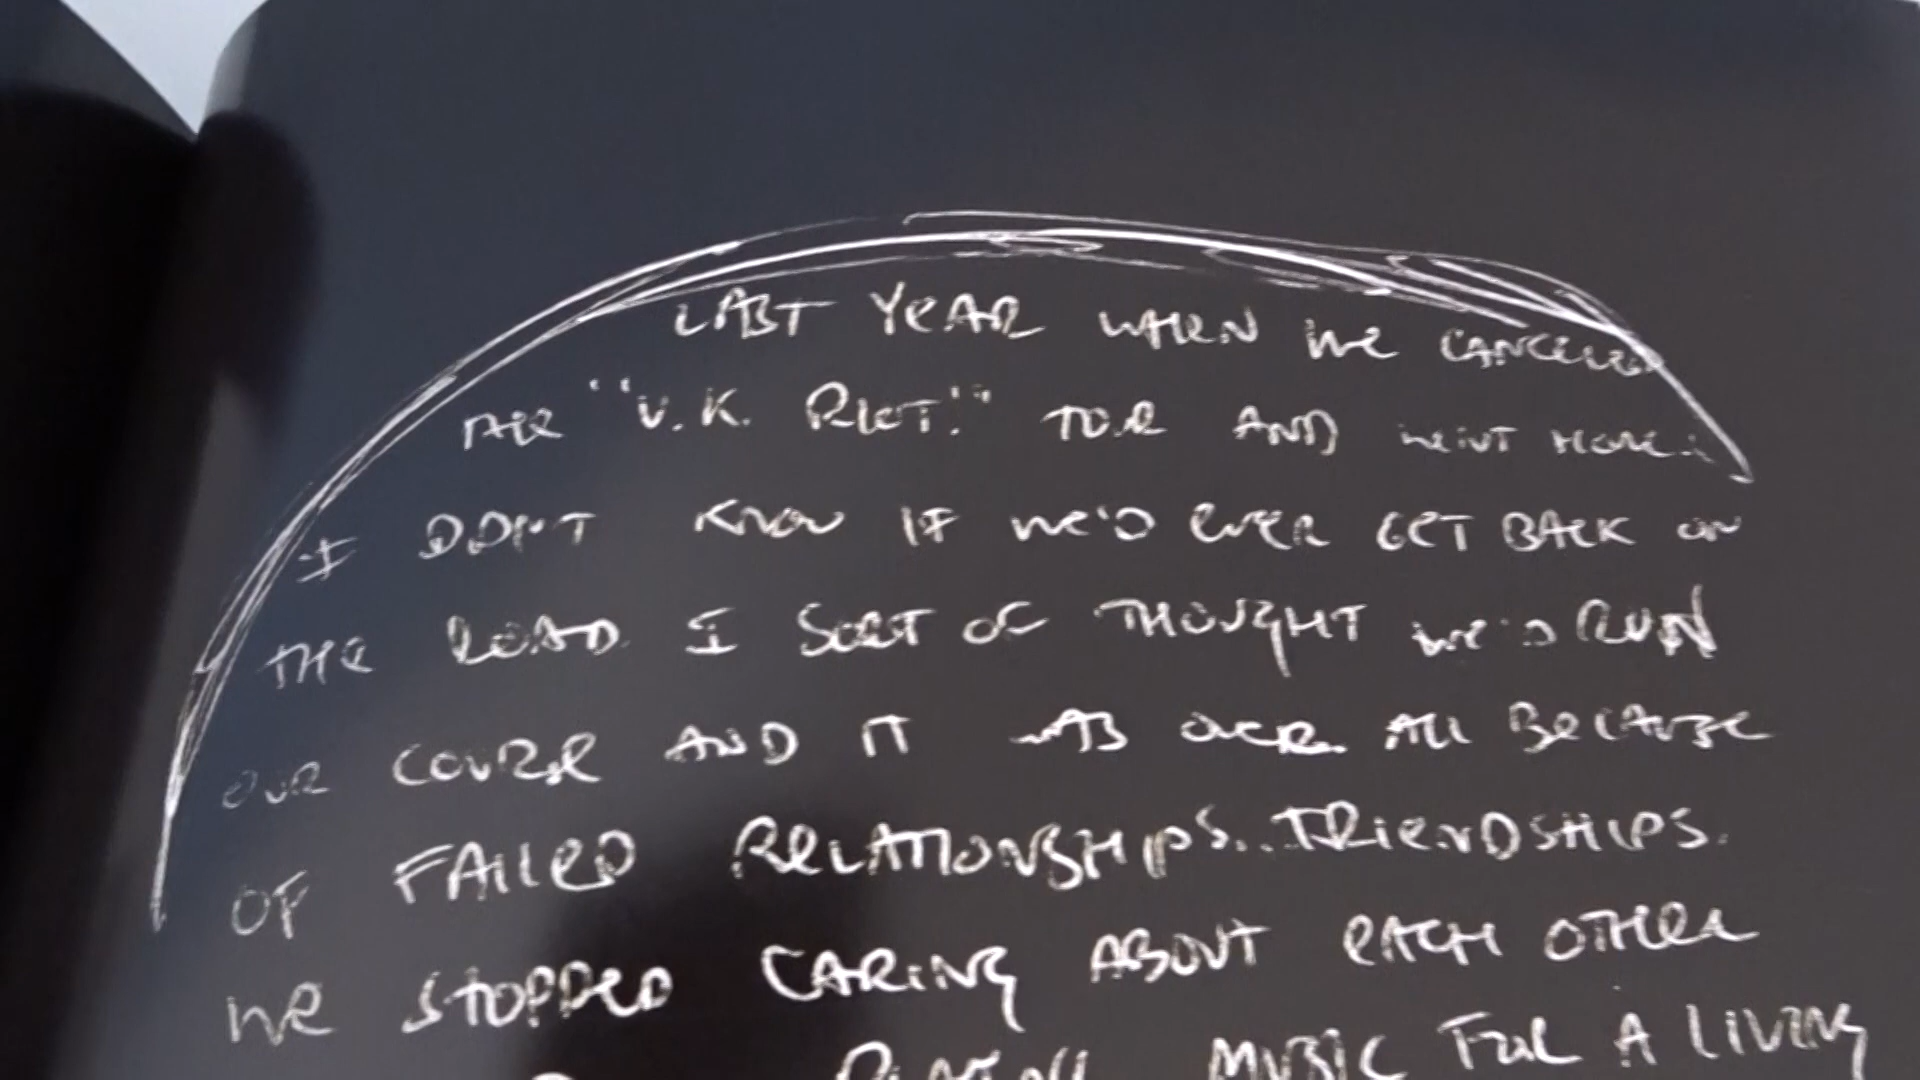 LAST YEAR WHEN WE CANCELLED
THE "U.K. RIOT!" TOUR AND WENT HOME.
I DIDN'T KNOW IF WE'D EVER GET BACK ON
THE ROAD. I SORT OF THOUGHT WE'D RUN
OUR COURSE AND IT WAS OVER. ALL BECAUSE
OF FAILED RELATIONSHIPS... FRIENDSHIPS.
WE STOPPED CARING ABOUT EACH OTHER
MUSIC FOR A LIVING